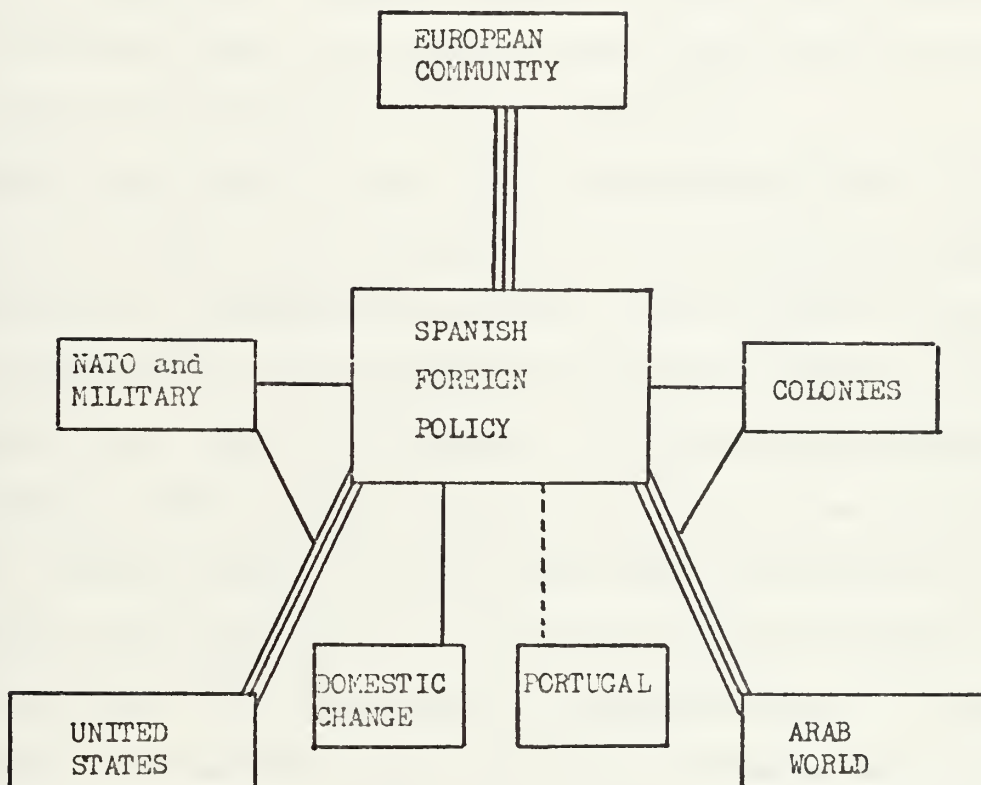 EUROPEAN
COMMUNITY
SPANISH
FOREIGN
POLICY
NATO and
MILITARY
COLONIES
DOMESTIC
CHANGE
PORTUGAL
UNITED
STATES
ARAB
WORLD